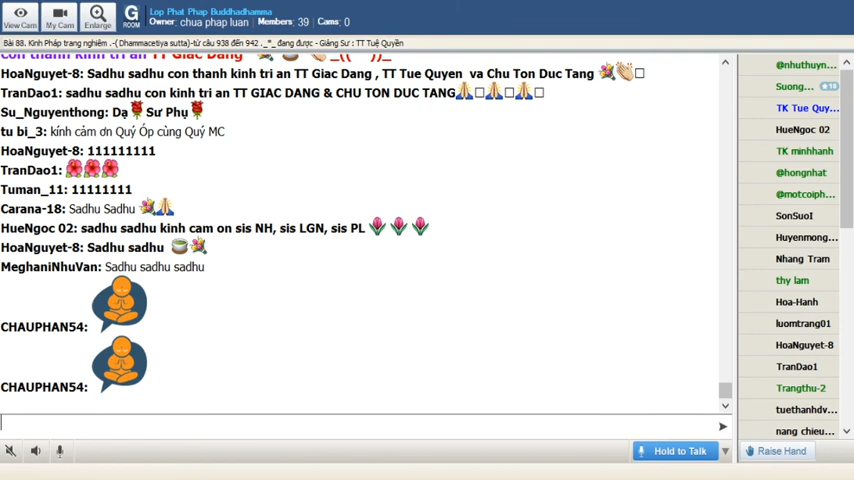 View Cam
My Cam
Enlarge
G
ROOM
Lop Phat Phap Buddhadhamma
Owner: chua phap luan Members: 39 Cams: 0
Bài 88. Kinh Pháp trang nghiêm .-( Dhammacetiya sutta)-từ câu 938 đến 942 ._*_ đang được - Giảng Sư : TT Tuệ Quyền
con thanh kinh tri an TT Giac Dang
HoaNguyet-8: Sadhu sadhu con thanh kinh tri an TT Giac Dang , TT Tue Quyen va Chu Ton Duc Tang 💐👏□
TranDao1: sadhu sadhu con kinh tri an TT GIAC DANG & CHU TON DUC TANG🙏□🙏□🙏□
Su_Nguyenthong: Dạ🌹Sư Phụ🌹
tu bi_3: kính cảm ơn Quý Óp cùng Quý MC
HoaNguyet-8: 111111111
TranDao1: 🌺🌺🌺
Tuman_11: 11111111
Carana-18: Sadhu Sadhu 💐🙏
HueNgoc 02: sadhu sadhu kinh cam on sis NH, sis LGN, sis PL 🌷🌷🌷
HoaNguyet-8: Sadhu sadhu 🍵💐
MeghaniNhuVan: Sadhu sadhu sadhu
CHAUPHAN54:
CHAUPHAN54:
Hold to Talk
@nhuthuyn...
Suong... 18
TK Tue Quy...
HueNgoc 02
TK minhhanh
@hongnhat
@motcoiph...
SonSuoI
Huyenmong...
Nhang Tram
thy lam
Hoa-Hanh
luomtrang01
HoaNguyet-8
TranDao1
Trangthu-2
tuethanhdv...
nang chieu...
Raise Hand